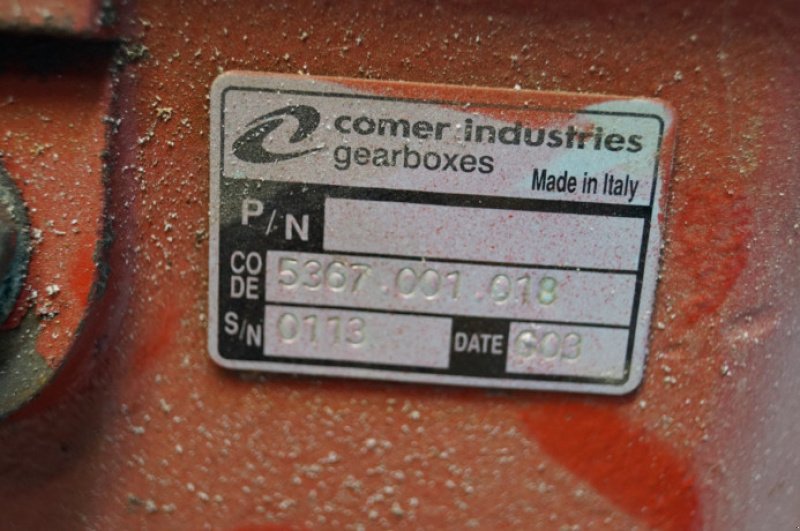 comer industries
gearboxes
Made in Italy
P/N
CODE 5367.001.018
S/N 0113 DATE